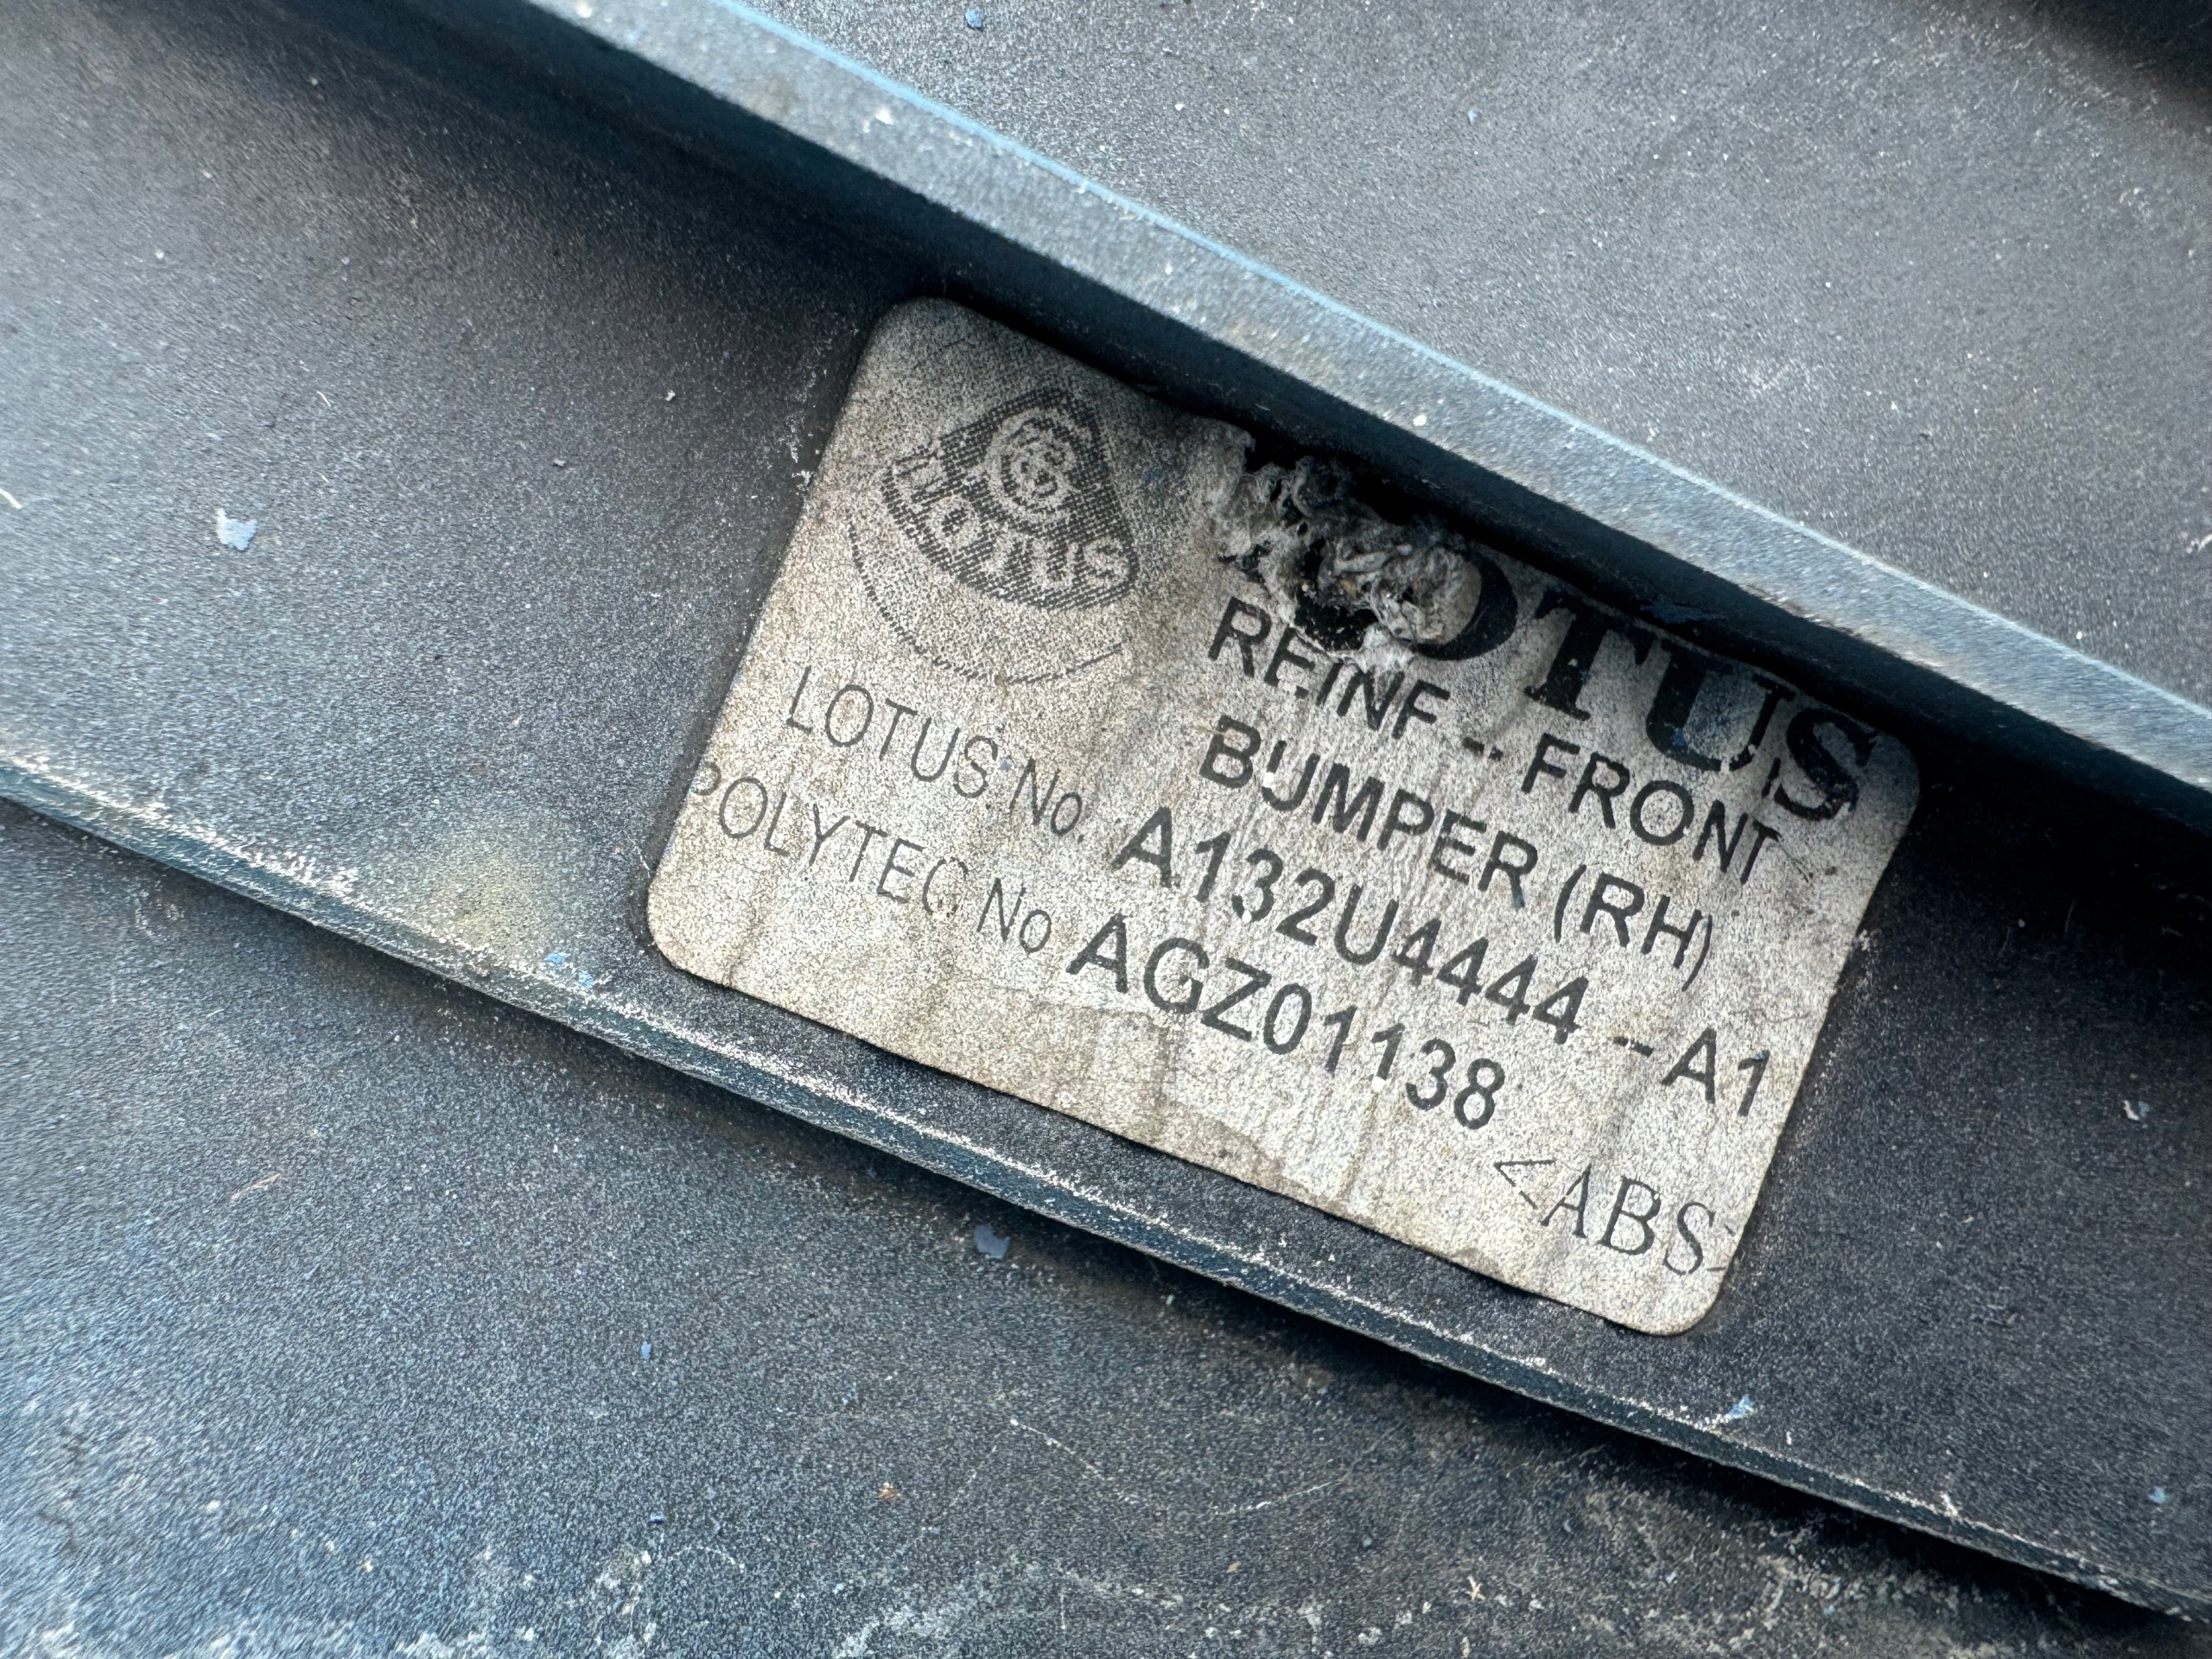 LOTUS
LOTUS
REINF -- FRONT
BUMPER (RH)
LOTUS No. A132U4444 -- A1
POLYTEC No AGZ01138
<ABS>